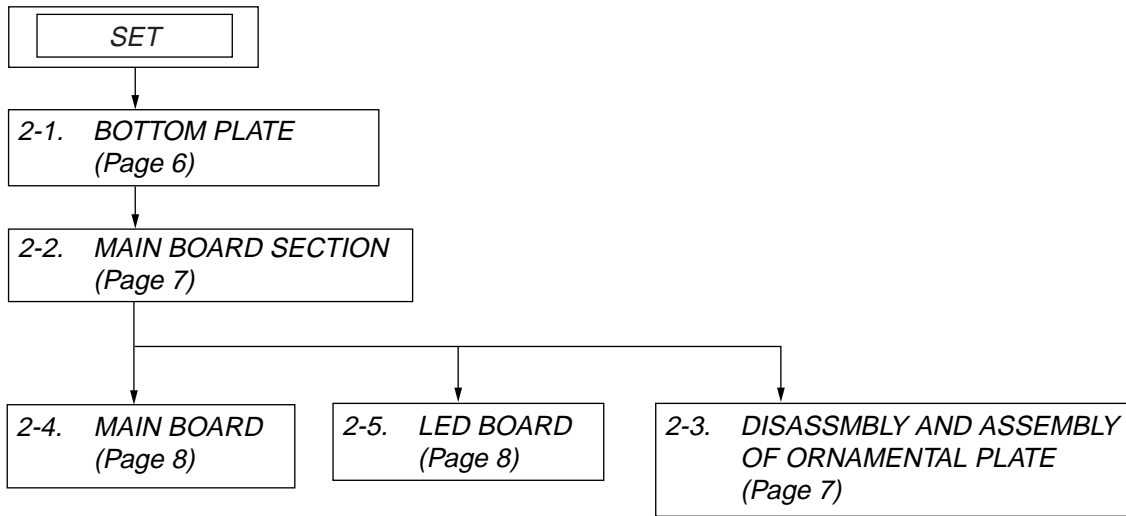 SET
2-1. BOTTOM PLATE
(Page 6)
2-2. MAIN BOARD SECTION
(Page 7)
2-4. MAIN BOARD
(Page 8)
2-5. LED BOARD
(Page 8)
2-3. DISASSMBLY AND ASSEMBLY
OF ORNAMENTAL PLATE
(Page 7)